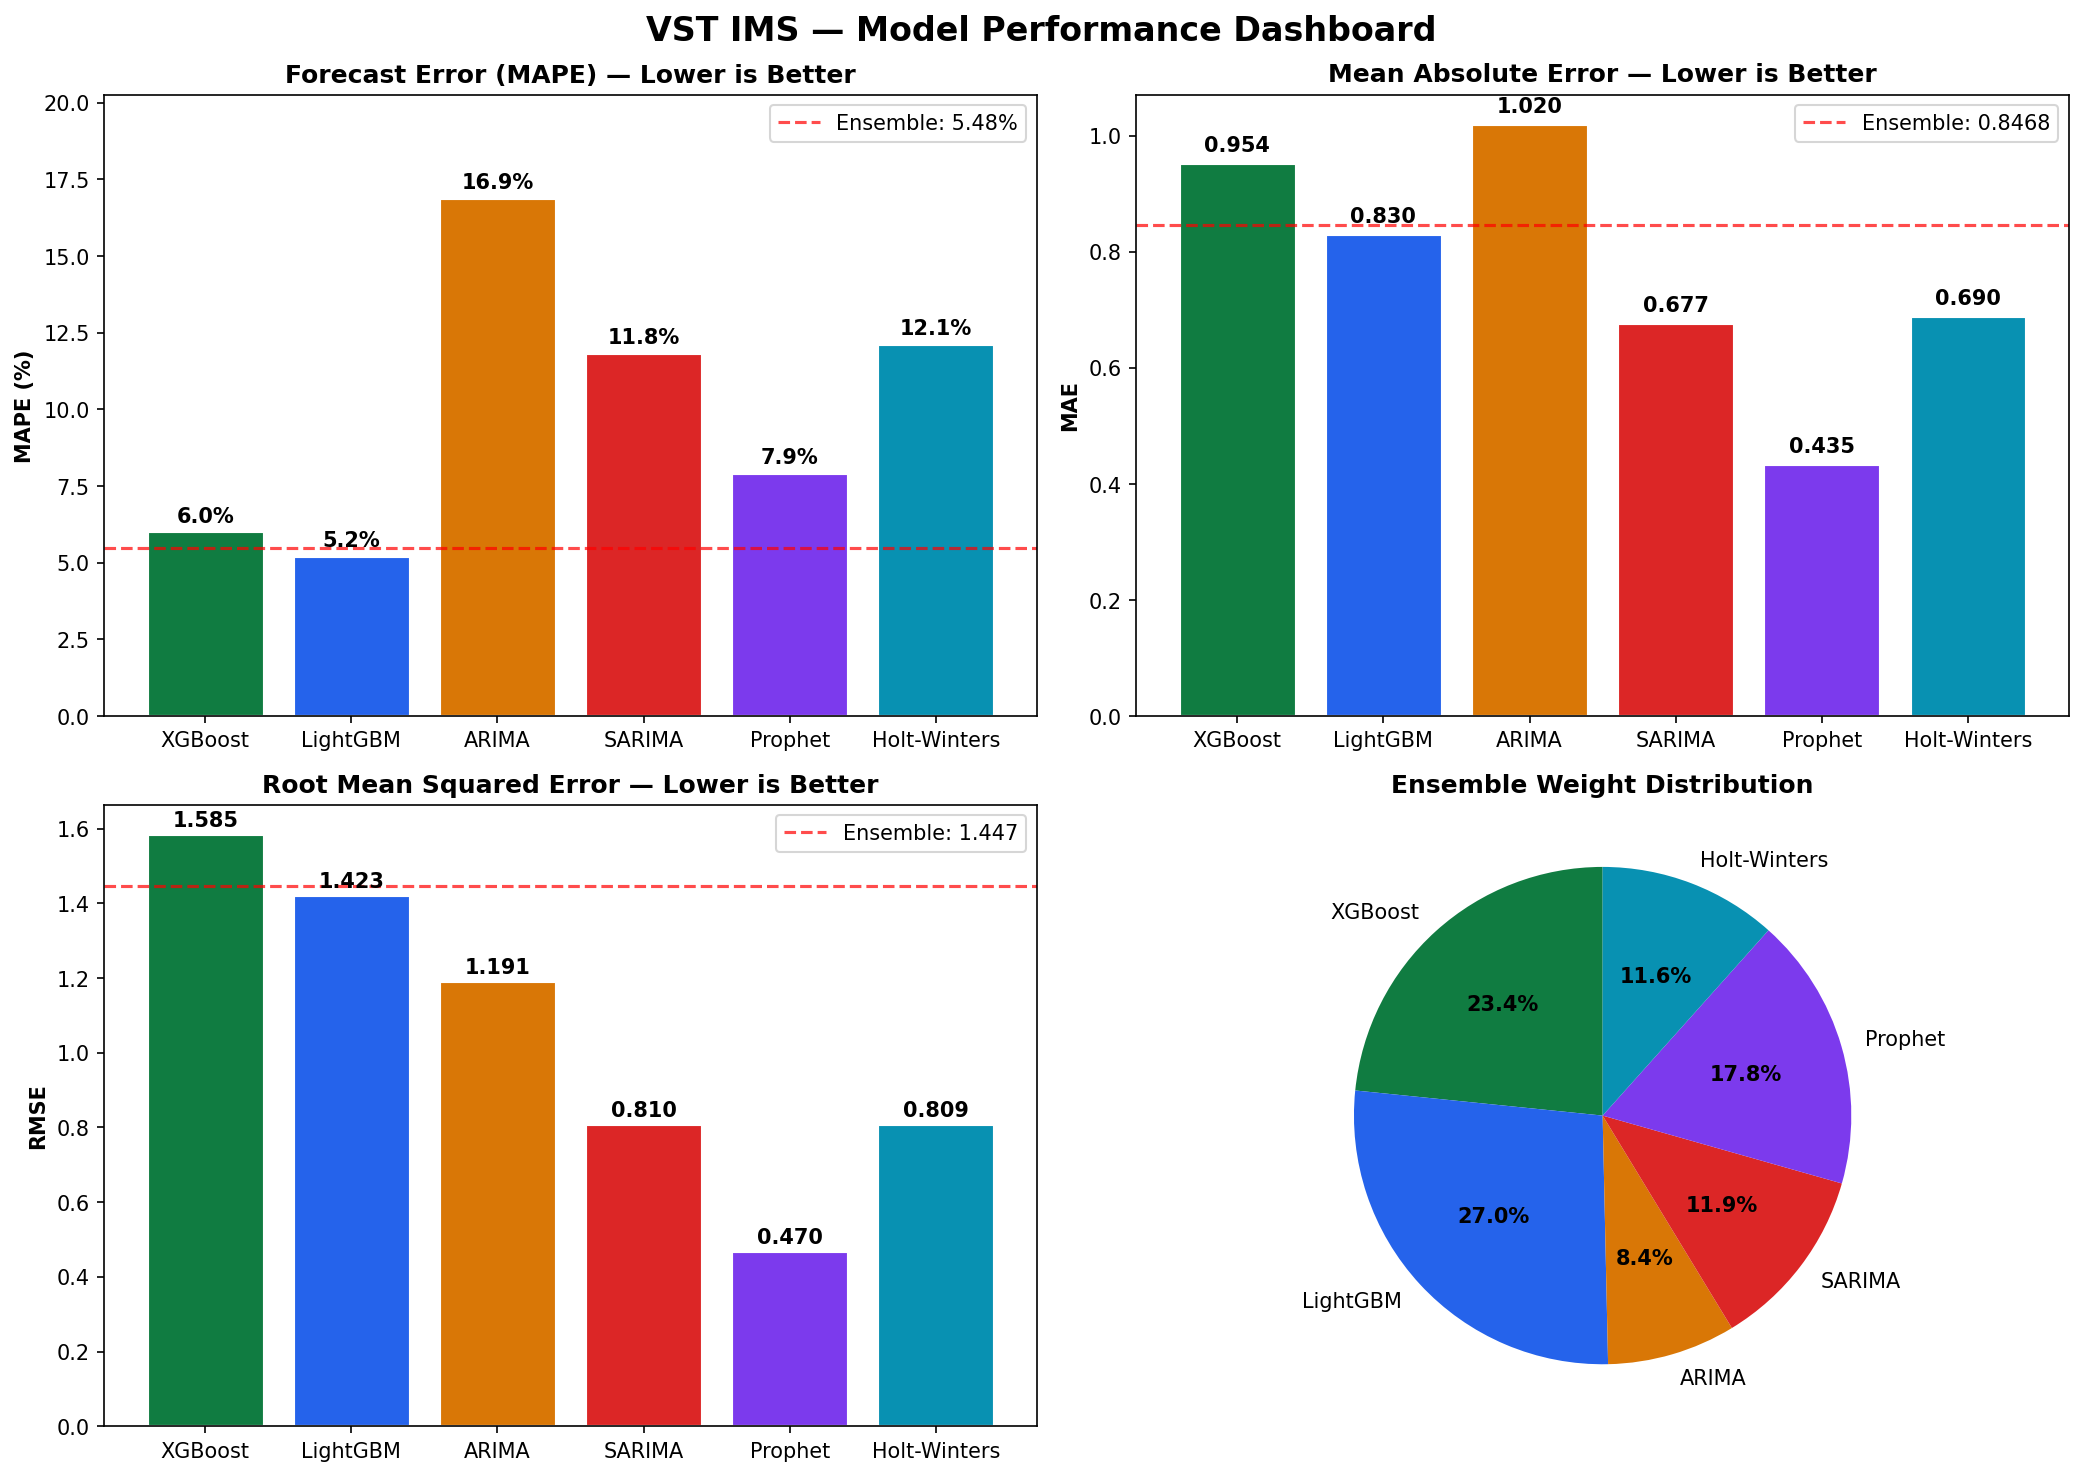 VST IMS — Model Performance Dashboard
Forecast Error (MAPE) — Lower is Better
Ensemble: 5.48%
MAPE (%)
20.0
17.5
15.0
12.5
10.0
7.5
5.0
2.5
0.0
6.0%
5.2%
16.9%
11.8%
7.9%
12.1%
XGBoost
LightGBM
ARIMA
SARIMA
Prophet
Holt-Winters
Mean Absolute Error — Lower is Better
Ensemble: 0.8468
MAE
1.0
0.8
0.6
0.4
0.2
0.0
0.954
0.830
1.020
0.677
0.435
0.690
XGBoost
LightGBM
ARIMA
SARIMA
Prophet
Holt-Winters
Root Mean Squared Error — Lower is Better
Ensemble: 1.447
RMSE
1.6
1.4
1.2
1.0
0.8
0.6
0.4
0.2
0.0
1.585
1.423
1.191
0.810
0.470
0.809
XGBoost
LightGBM
ARIMA
SARIMA
Prophet
Holt-Winters
Ensemble Weight Distribution
Holt-Winters
11.6%
XGBoost
23.4%
Prophet
17.8%
SARIMA
11.9%
LightGBM
27.0%
ARIMA
8.4%